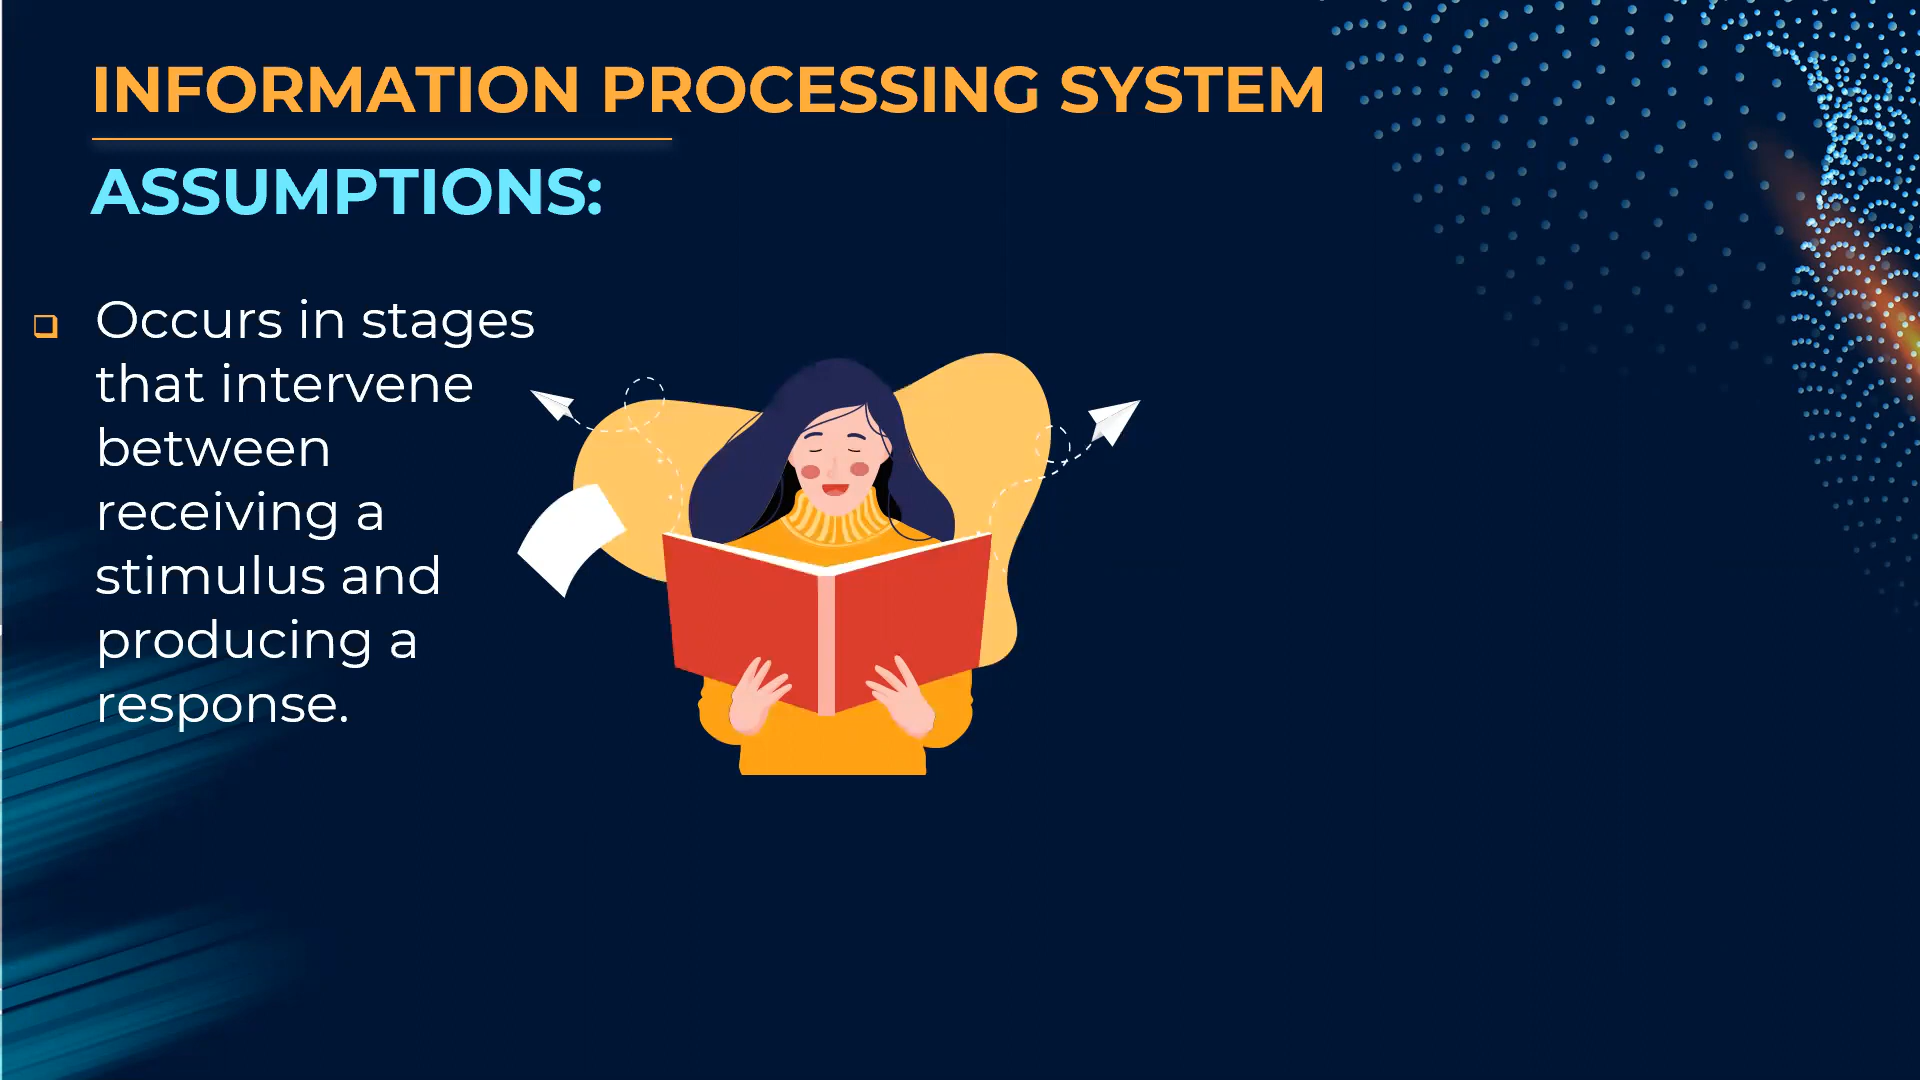 INFORMATION PROCESSING SYSTEM
ASSUMPTIONS:
Occurs in stages
that intervene
between
receiving a
stimulus and
producing a
response.